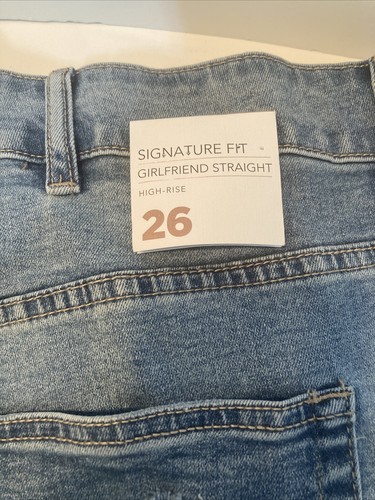 SIGNATURE FIT
GIRLFRIEND STRAIGHT
HIGH-RISE
26